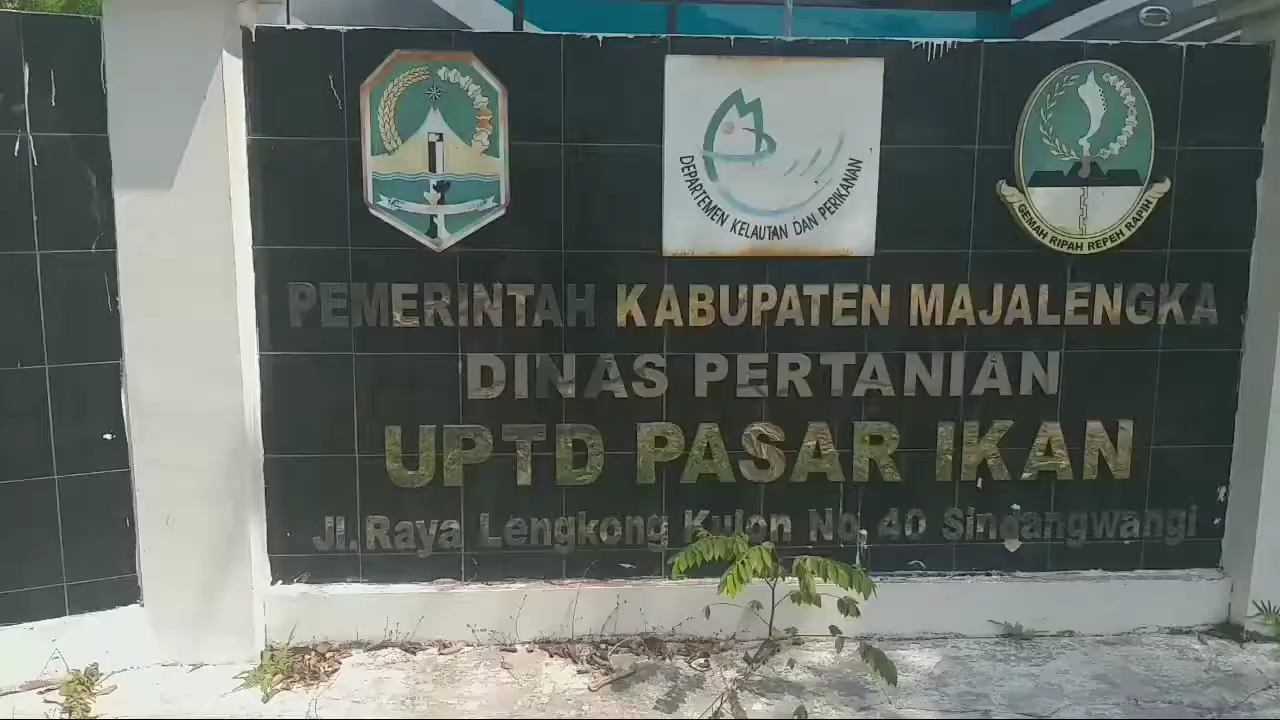 DEPARTEMEN KELAUTAN DAN PERIKANAN
GEMAH RIPAH REPEH RAPIH
PEMERINTAH KABUPATEN MAJALENGKA
DINAS PERTANIAN
UPTD PASAR IKAN
Jl. Raya Lengkong Kulon No. 40 Sindangwangi